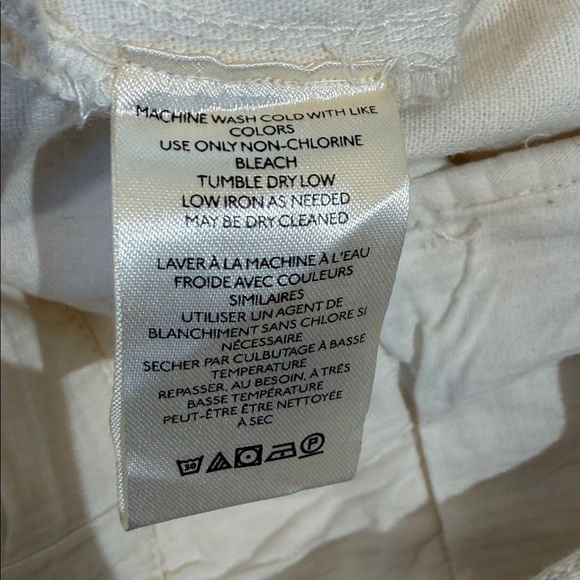 MACHINE WASH COLD WITH LIKE
COLORS
USE ONLY NON-CHLORINE
BLEACH
TUMBLE DRY LOW
LOW IRON AS NEEDED
MAY BE DRY CLEANED
LAVER À LA MACHINE À L'EAU
FROIDE AVEC COULEURS
SIMILAIRES
UTILISER UN AGENT DE
BLANCHIMENT SANS CHLORE SI
NÉCESSAIRE
SECHER PAR CULBUTAGE À BASSE
TEMPERATURE
REPASSER, AU BESOIN, À TRÉS
BASSE TEMPÉRATURE
PEUT-ÊTRE ÊTRE NETTOYÉE
À SEC
30 P